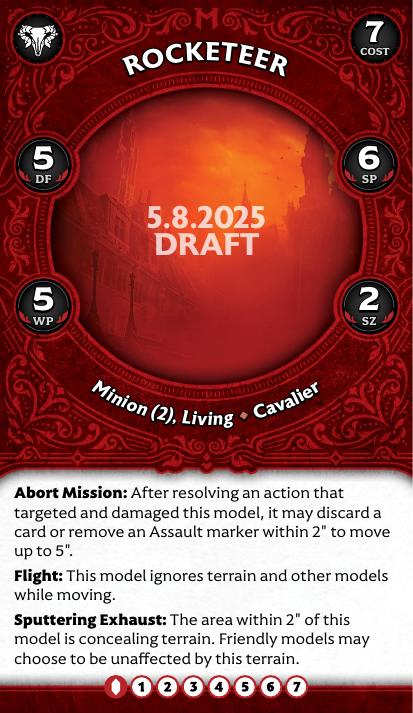 7
COST
ROCKETEER
5
DF
6
SP
5.8.2025
DRAFT
5
WP
2
SZ
Minion (2), Living ◆ Cavalier
Abort Mission: After resolving an action that
targeted and damaged this model, it may discard a
card or remove an Assault marker within 2" to move
up to 5".
Flight: This model ignores terrain and other models
while moving.
Sputtering Exhaust: The area within 2" of this
model is concealing terrain. Friendly models may
choose to be unaffected by this terrain.
1 2 3 4 5 6 7